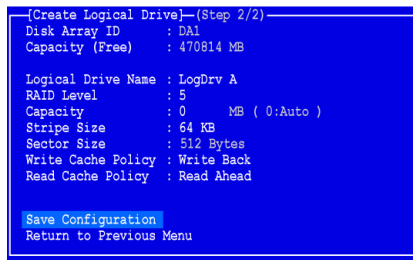 [Create Logical Drive]—(Step 2/2)
Disk Array ID : DA1
Capacity (Free) : 470814 MB
Logical Drive Name : LogDrv A
RAID Level : 5
Capacity : 0 MB ( 0:Auto )
Stripe Size : 64 KB
Sector Size : 512 Bytes
Write Cache Policy : Write Back
Read Cache Policy : Read Ahead
Save Configuration
Return to Previous Menu